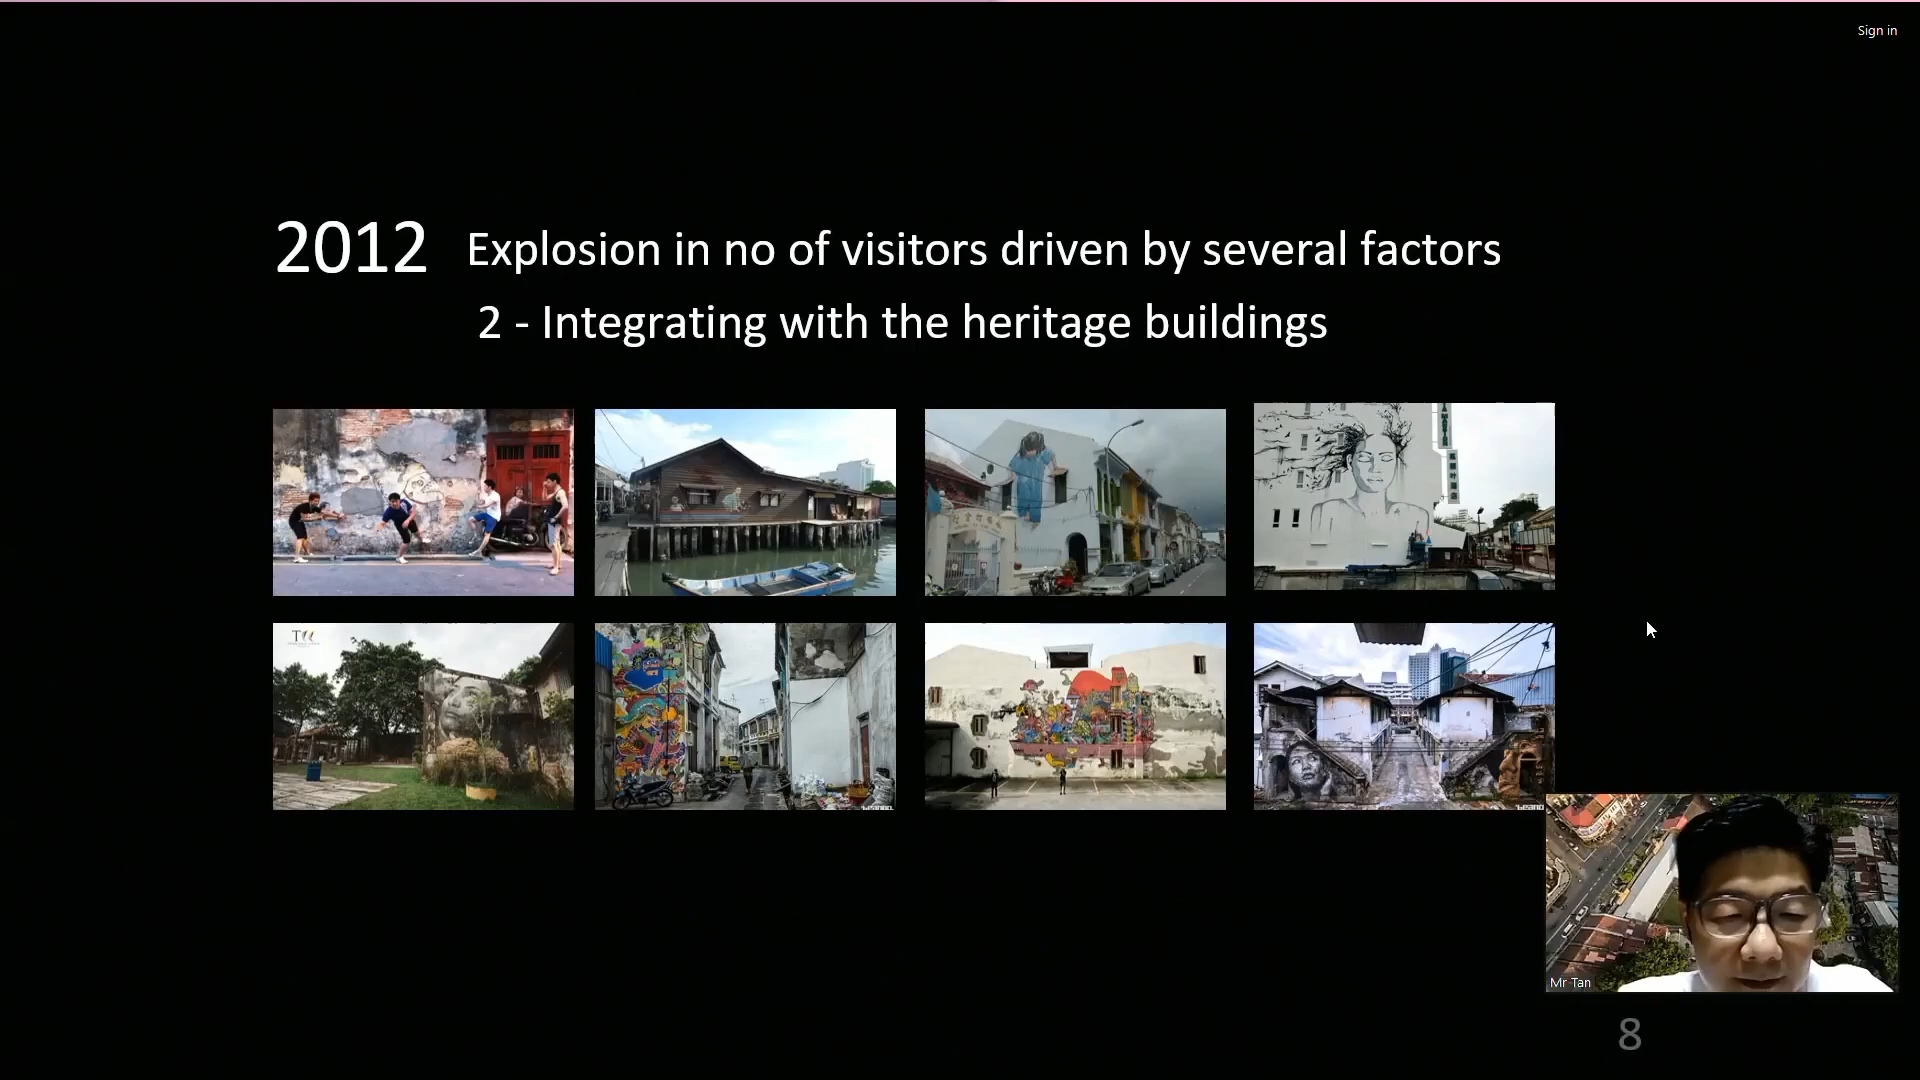 Sign in
2012 Explosion in no of visitors driven by several factors
2 - Integrating with the heritage buildings
Mr Tan
8